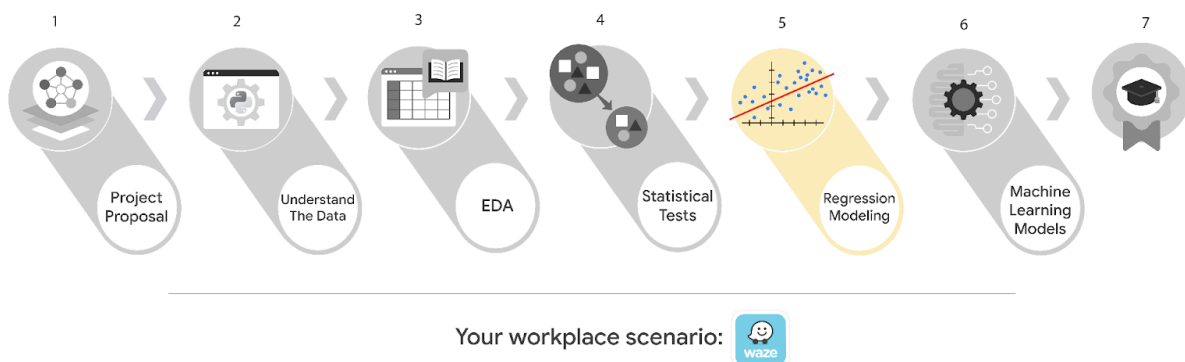 1
2
3
4
5
6
7
Project
Proposal
Understand
The Data
EDA
Statistical
Tests
Regression
Modeling
Machine
Learning
Models
Your workplace scenario:
waze